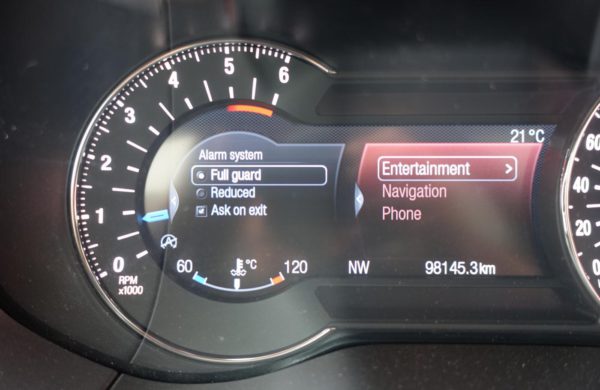 6
5
4
3
2
1
0
RPM
x1000
Alarm system
Full guard
Reduced
Ask on exit
60 °C 120
21°C
Entertainment >
Navigation
Phone
NW 98145.3km
60
40
20